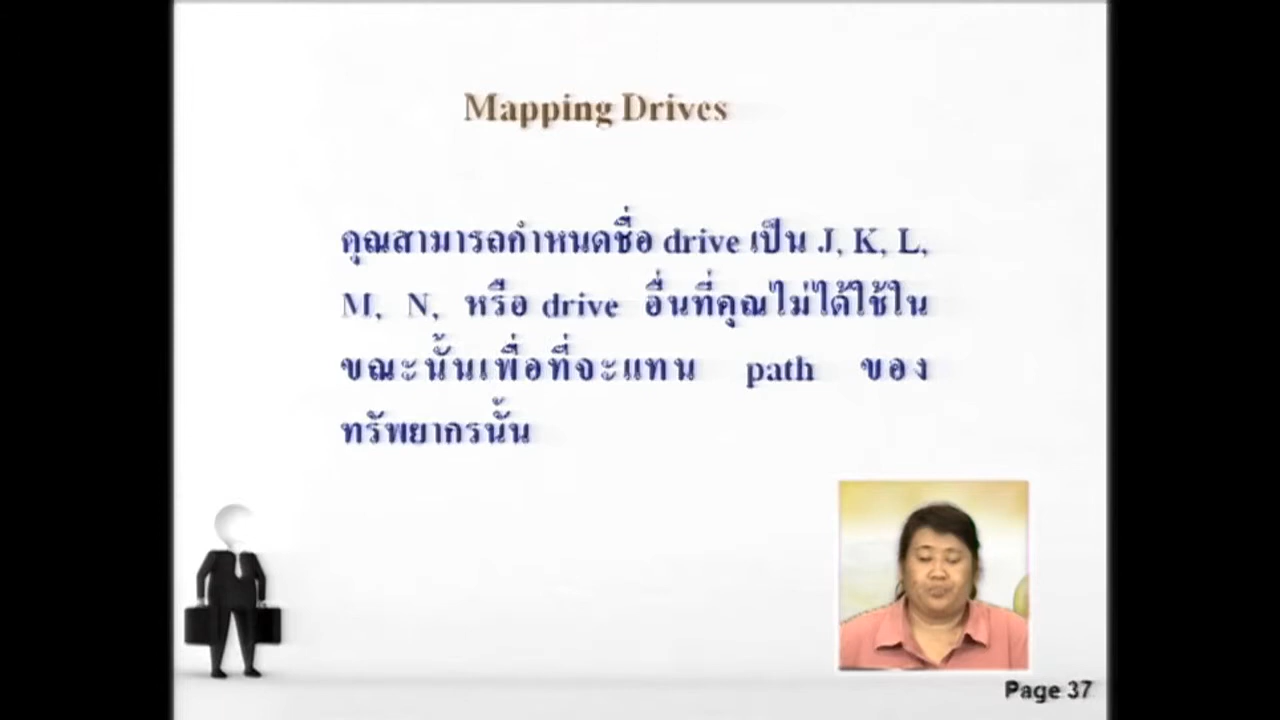 Mapping Drives
คุณสามารถกำหนดชื่อ drive เป็น J, K, L,
M, N, หรือ drive อื่นที่คุณไม่ได้ใช้ใน
ขณะนั้นเพื่อที่จะแทน path ของ
ทรัพยากรนั้น
Page 37